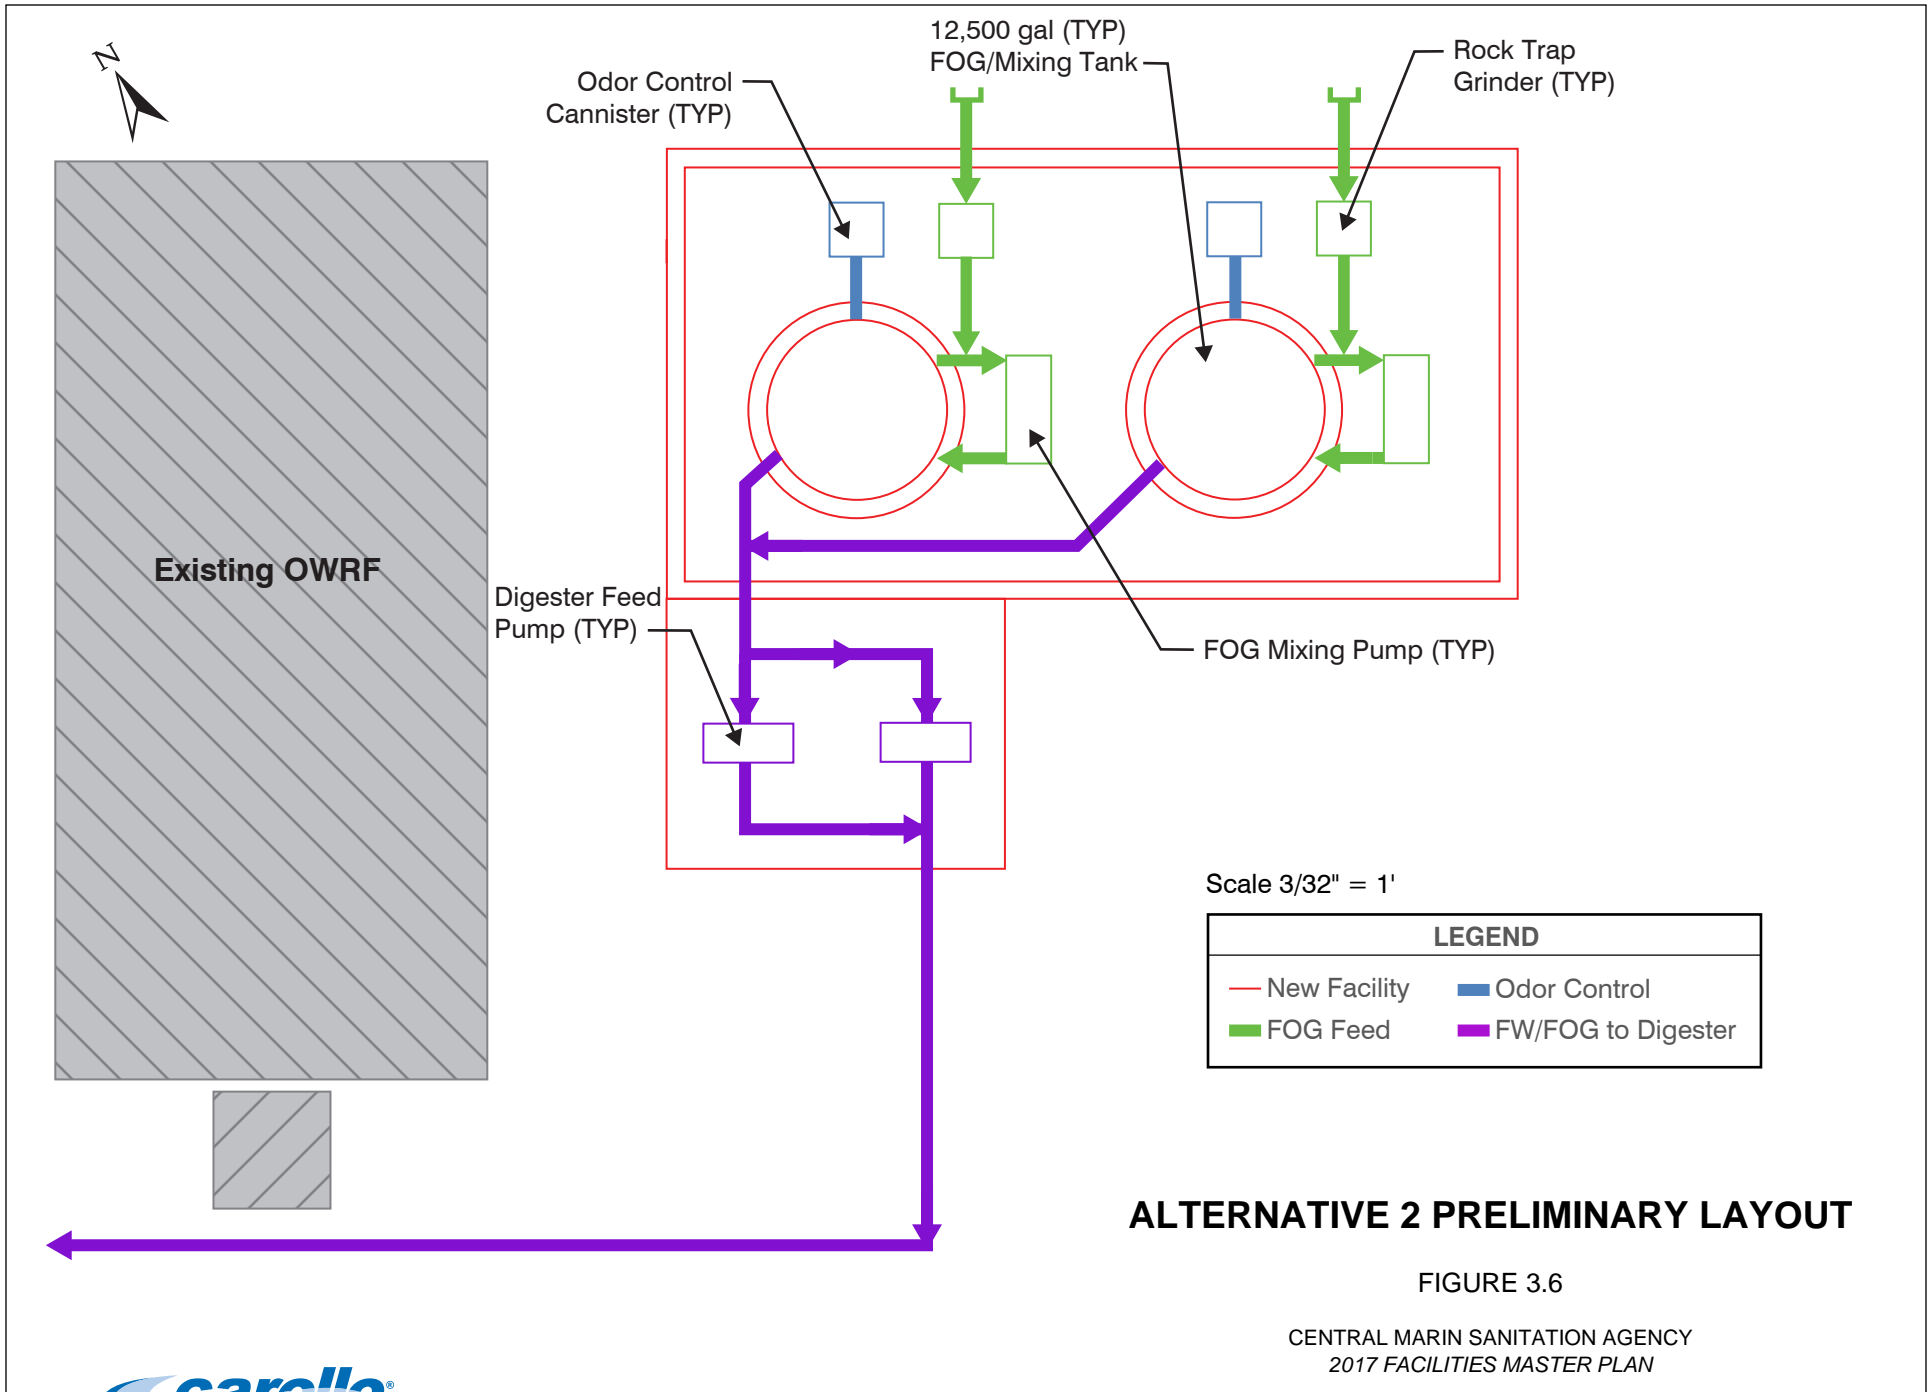 N
12,500 gal (TYP)
FOG/Mixing Tank
Rock Trap
Grinder (TYP)
Odor Control
Cannister (TYP)
Existing OWRF
Digester Feed
Pump (TYP)
FOG Mixing Pump (TYP)
Scale 3/32" = 1'
LEGEND
New Facility
Odor Control
FOG Feed
FW/FOG to Digester
ALTERNATIVE 2 PRELIMINARY LAYOUT
FIGURE 3.6
CENTRAL MARIN SANITATION AGENCY
2017 FACILITIES MASTER PLAN
carollo®